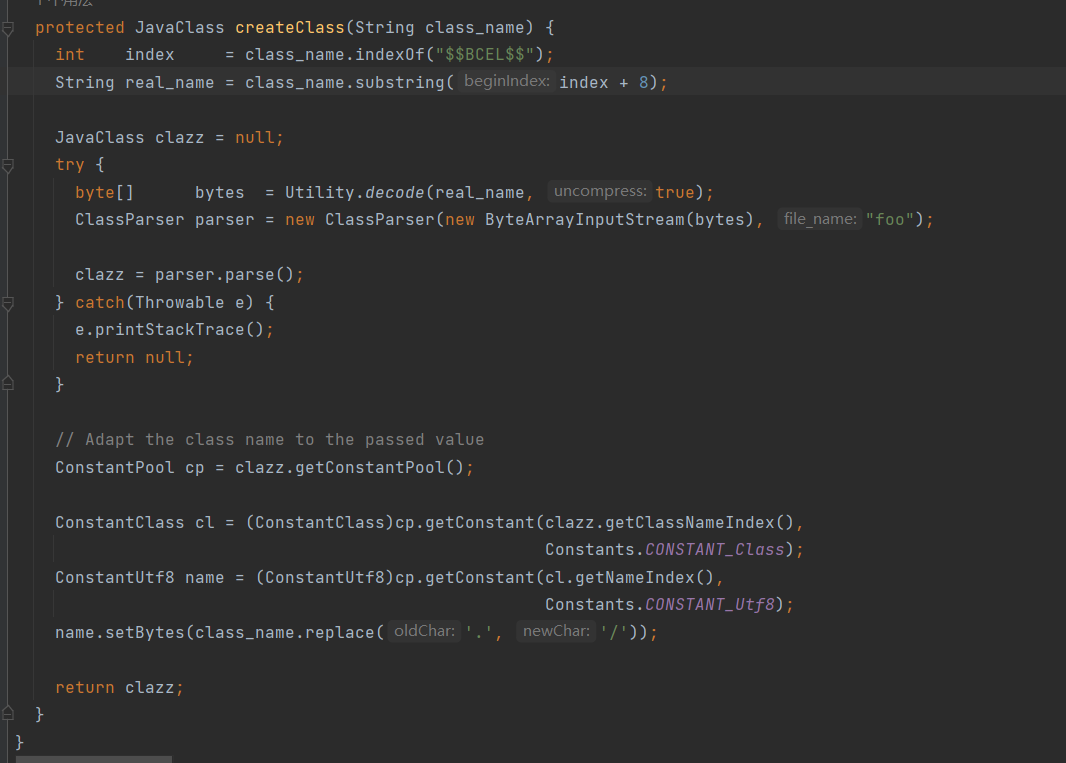 protected JavaClass createClass(String class_name) {
int index = class_name.indexOf("$$BCEL$$");
String real_name = class_name.substring( beginIndex: index + 8);
JavaClass clazz = null;
try {
byte[] bytes = Utility.decode(real_name, uncompress: true);
ClassParser parser = new ClassParser(new ByteArrayInputStream(bytes), file_name: "foo");
clazz = parser.parse();
} catch(Throwable e) {
e.printStackTrace();
return null;
}
// Adapt the class name to the passed value
ConstantPool cp = clazz.getConstantPool();
ConstantClass cl = (ConstantClass)cp.getConstant(clazz.getClassNameIndex(),
Constants.CONSTANT_Class);
ConstantUtf8 name = (ConstantUtf8)cp.getConstant(cl.getNameIndex(),
Constants.CONSTANT_Utf8);
name.setBytes(class_name.replace( oldChar: '.', newChar: '/'));
return clazz;
}
}